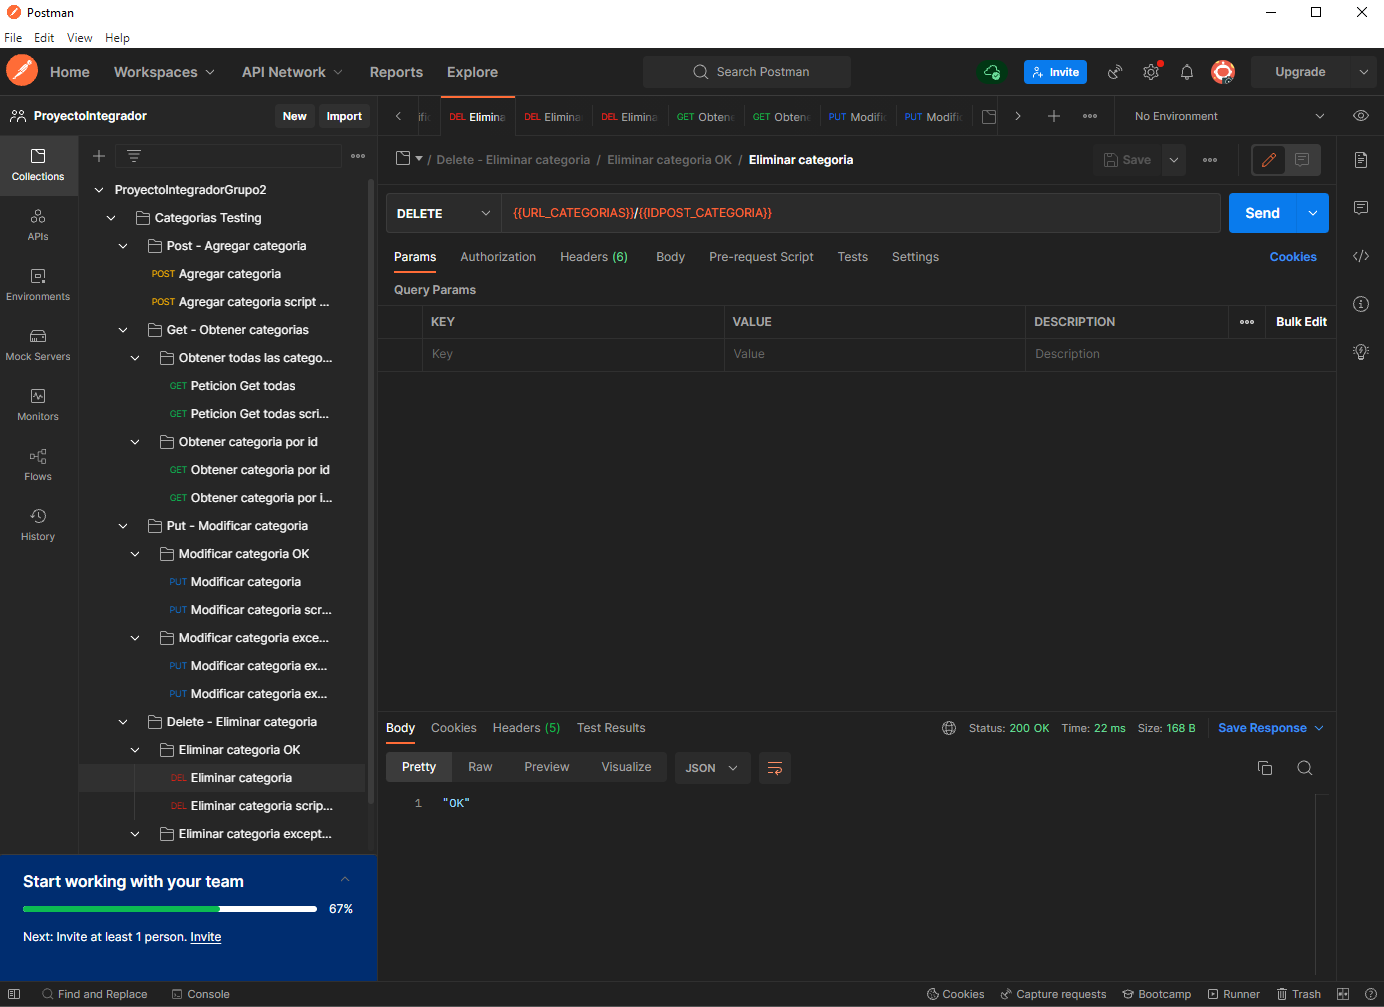 Postman
File Edit View Help
Home Workspaces API Network Reports Explore Search Postman Invite Upgrade
ProyectoIntegrador New Import
DEL Elimina DEL Elimina DEL Elimina GET Obtene GET Obtene PUT Modific PUT Modific No Environment
Collections
APIs
Environments
Mock Servers
Monitors
Flows
History
ProyectoIntegradorGrupo2
Categorias Testing
Post - Agregar categoria
POST Agregar categoria
POST Agregar categoria script ...
Get - Obtener categorias
Obtener todas las catego...
GET Peticion Get todas
GET Peticion Get todas scri...
Obtener categoria por id
GET Obtener categoria por id
GET Obtener categoria por i...
Put - Modificar categoria
Modificar categoria OK
PUT Modificar categoria
PUT Modificar categoria scr...
Modificar categoria exce...
PUT Modificar categoria ex...
PUT Modificar categoria ex...
Delete - Eliminar categoria
Eliminar categoria OK
DEL Eliminar categoria
DEL Eliminar categoria scrip...
Eliminar categoria except...
/ Delete - Eliminar categoria / Eliminar categoria OK / Eliminar categoria Save
DELETE {{URL_CATEGORIAS}}/{{IDPOST_CATEGORIA}} Send
Params Authorization Headers (6) Body Pre-request Script Tests Settings Cookies
Query Params
KEY VALUE DESCRIPTION Bulk Edit
Key Value Description
Body Cookies Headers (5) Test Results Status: 200 OK Time: 22 ms Size: 168 B Save Response
Pretty Raw Preview Visualize JSON
1 "OK"
Start working with your team
67%
Next: Invite at least 1 person. Invite
Find and Replace Console Cookies Capture requests Bootcamp Runner Trash